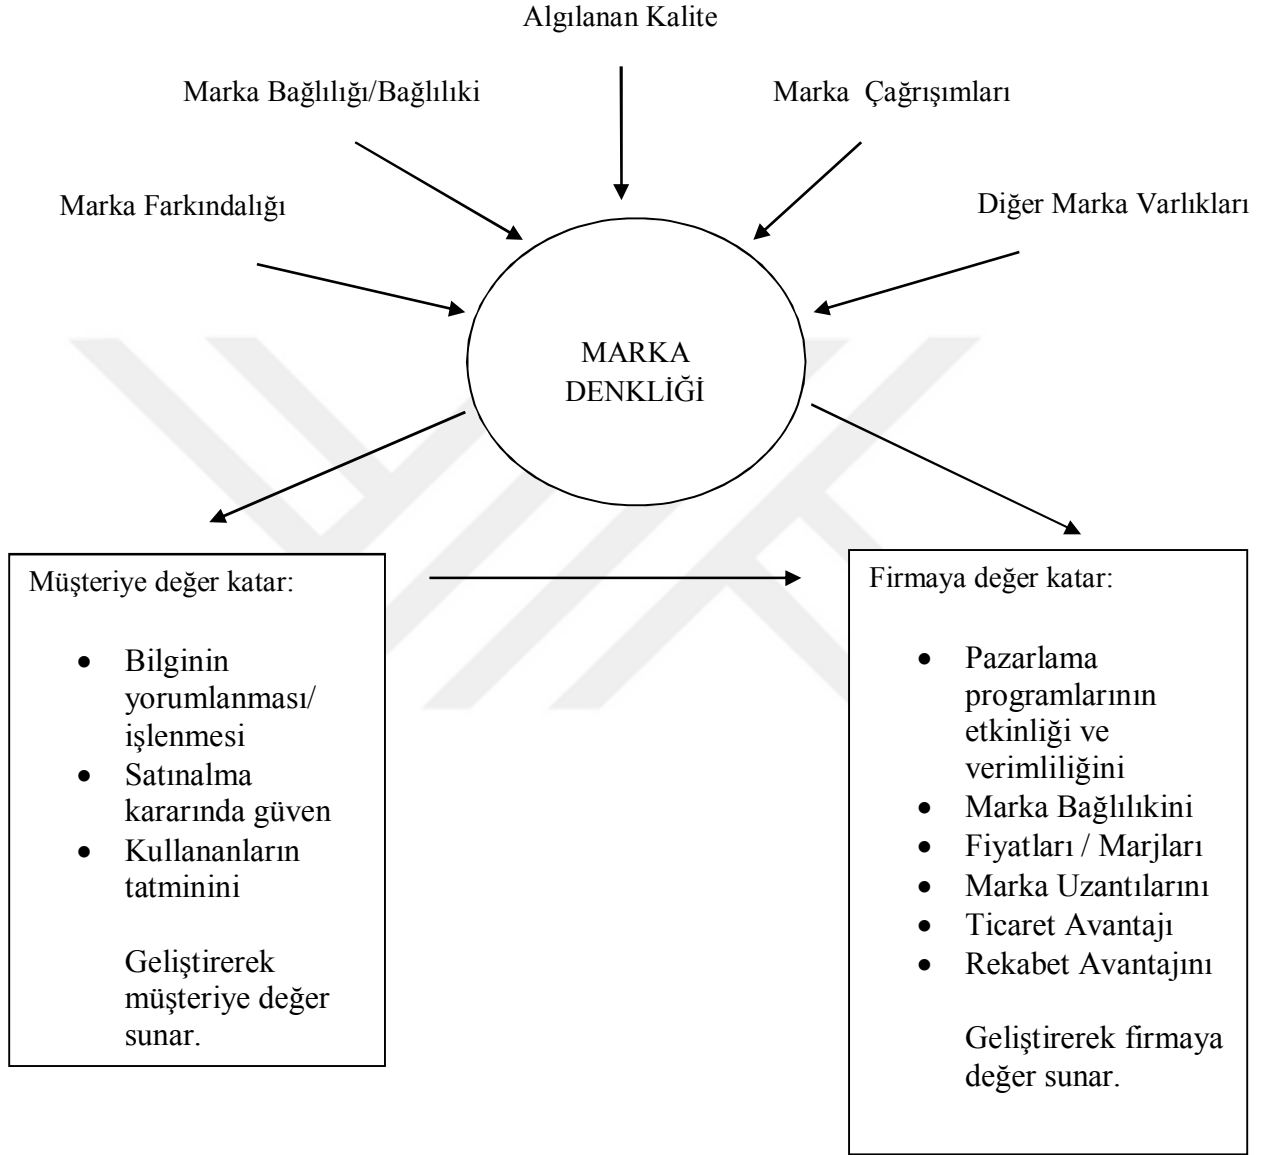 Algılanan Kalite
Marka Bağlılığı/Bağlılıki
Marka Çağrışımları
Marka Farkındalığı
Diğer Marka Varlıkları
MARKA
DENKLİĞİ
Müşteriye değer katar:
• Bilginin
yorumlanması/
işlenmesi
• Satınalma
kararında güven
• Kullananların
tatminini
Geliştirerek
müşteriye değer
sunar.
Firmaya değer katar:
• Pazarlama
programlarının
etkinliği ve
verimliliğini
• Marka Bağlılıkini
• Fiyatları / Marjları
• Marka Uzantılarını
• Ticaret Avantajı
• Rekabet Avantajını
Geliştirerek firmaya
değer sunar.